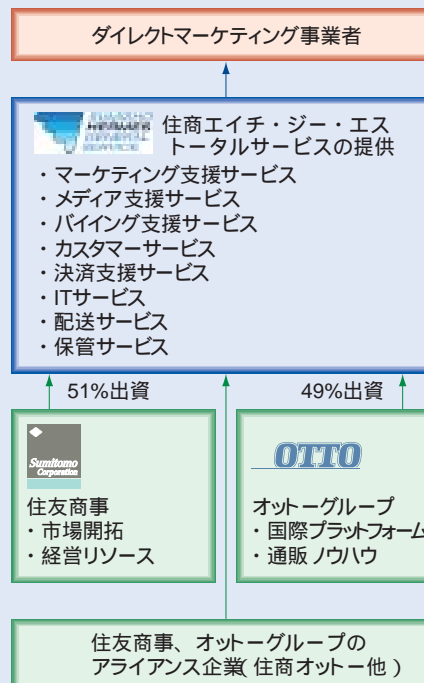 ダイレクトマーケティング事業者
住商エイチ・ジー・エス
トータルサービスの提供
・マーケティング支援サービス
・メディア支援サービス
・バイイング支援サービス
・カスタマーサービス
・決済支援サービス
・ITサービス
・配送サービス
・保管サービス
51%出資
49%出資
Sumitomo
Corporation
住友商事
・市場開拓
・経営リソース
OTTO
オットーグループ
・国際プラットフォーム
・通販ノウハウ
住友商事、オットーグループの
アライアンス企業(住商オットー他)